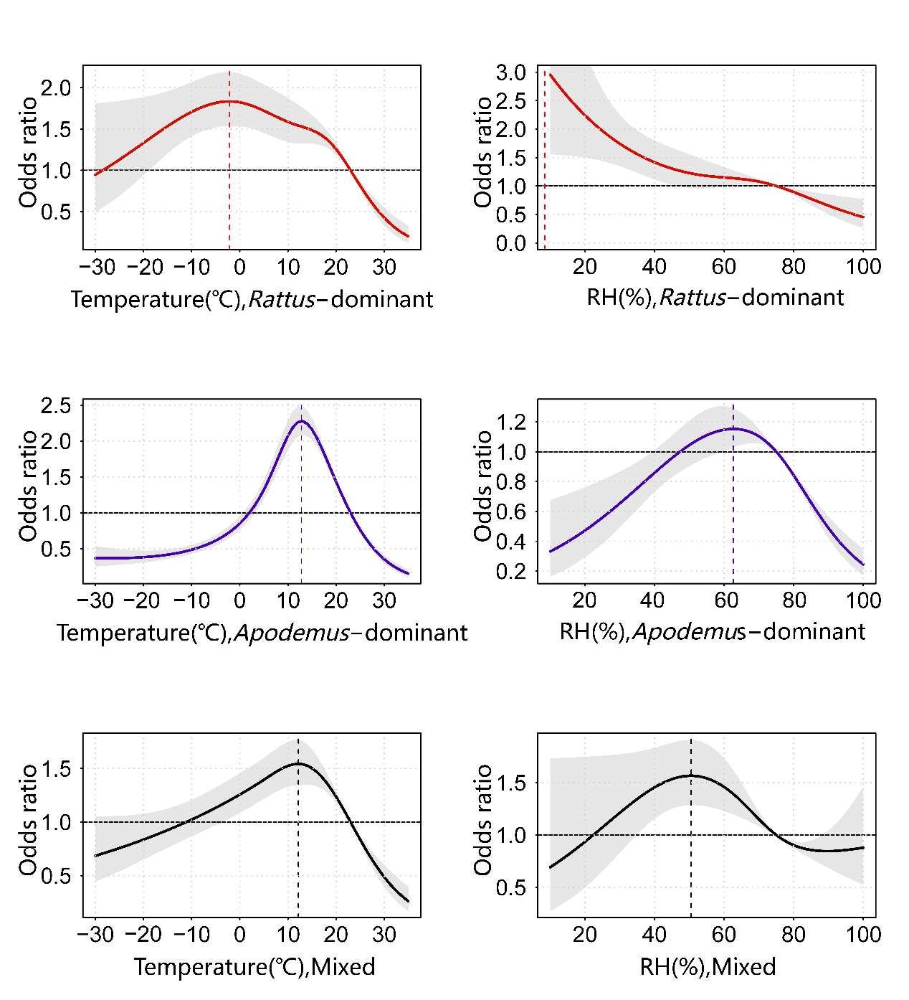 Odds ratio
2.0
1.5
1.0
0.5
−30 −20 −10 0 10 20 30
Temperature(℃),Rattus−dominant
Odds ratio
3.0
2.5
2.0
1.5
1.0
0.5
0.0
20 40 60 80 100
RH(%),Rattus−dominant
Odds ratio
2.5
2.0
1.5
1.0
0.5
−30 −20 −10 0 10 20 30
Temperature(℃),Apodemus−dominant
Odds ratio
1.2
1.0
0.8
0.6
0.4
0.2
20 40 60 80 100
RH(%),Apodemus−dominant
Odds ratio
1.5
1.0
0.5
−30 −20 −10 0 10 20 30
Temperature(℃),Mixed
Odds ratio
1.5
1.0
0.5
20 40 60 80 100
RH(%),Mixed